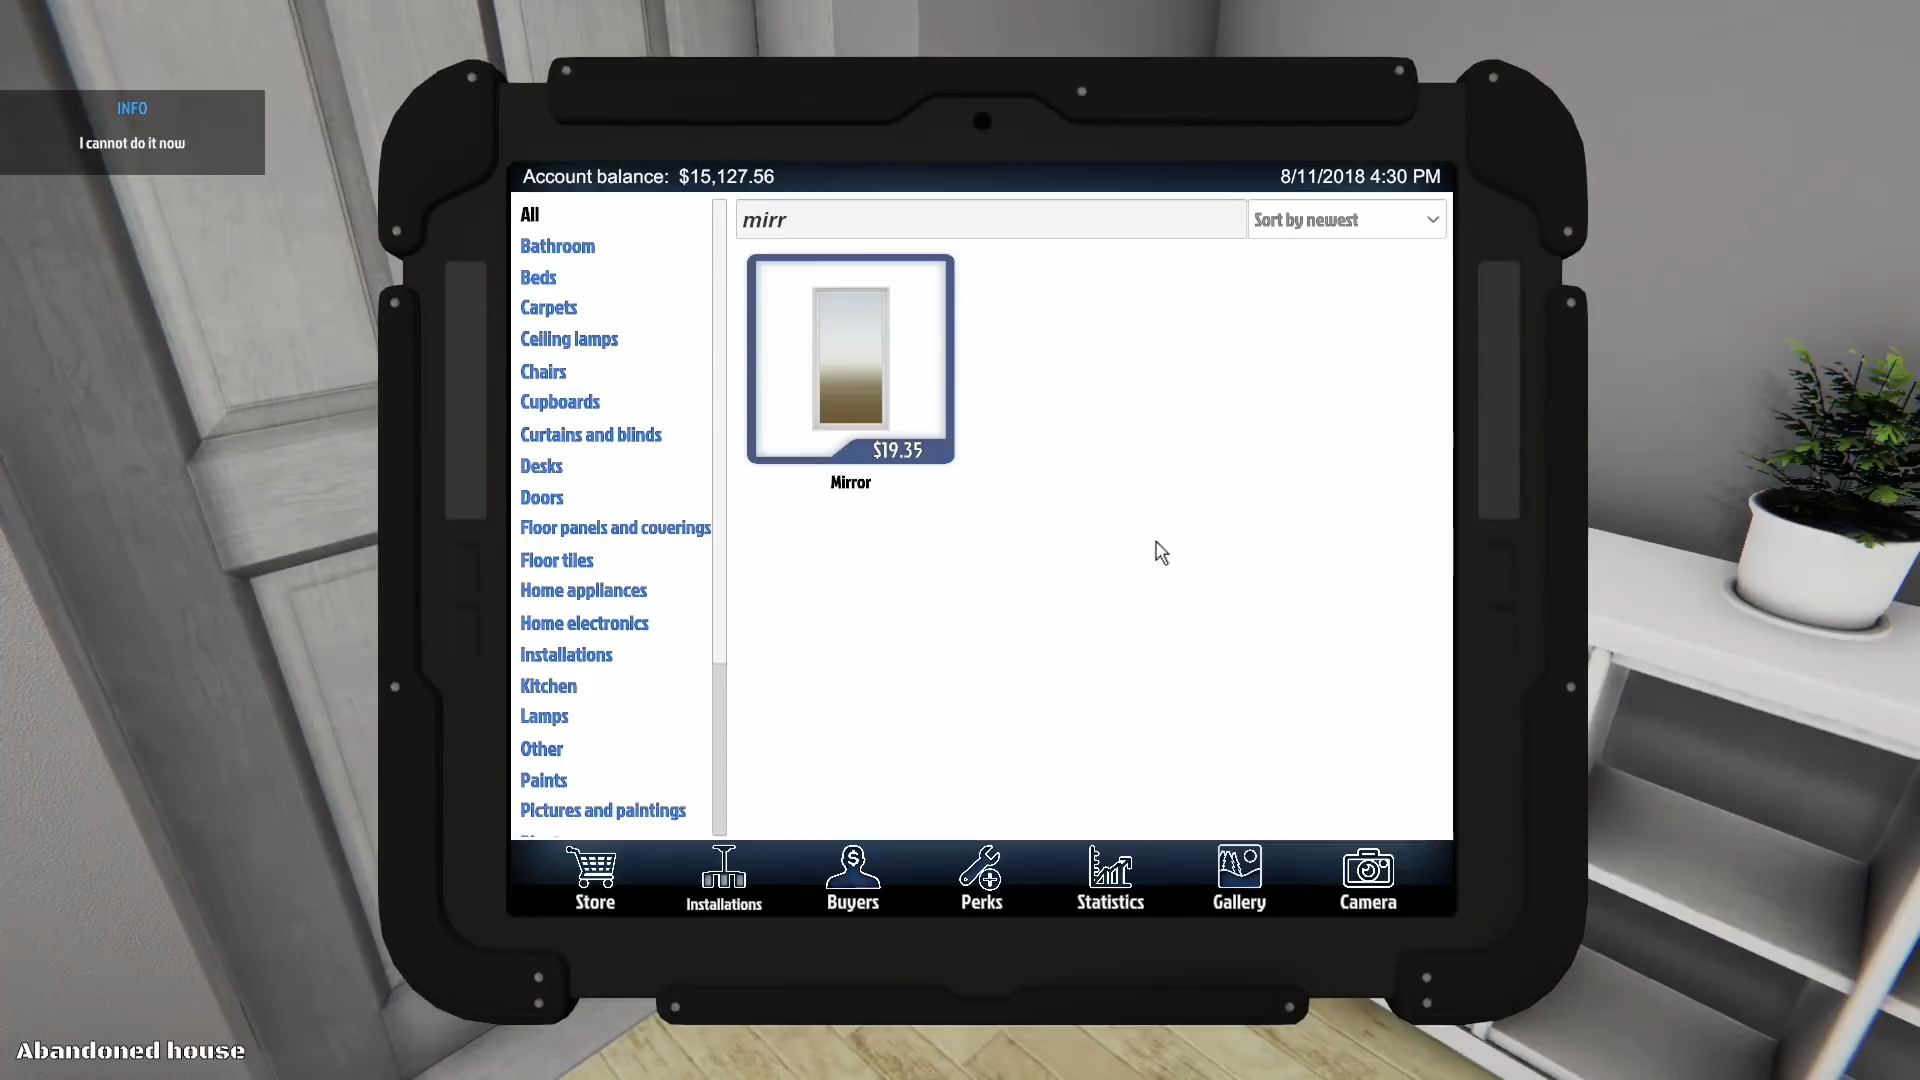 INFO
I cannot do it now
Account balance: $15,127.56
8/11/2018 4:30 PM
All
Bathroom
Beds
Carpets
Ceiling lamps
Chairs
Cupboards
Curtains and blinds
Desks
Doors
Floor panels and coverings
Floor tiles
Home appliances
Home electronics
Installations
Kitchen
Lamps
Other
Paints
Pictures and paintings
mirr
Sort by newest
$19.35
Mirror
Store
Installations
Buyers
Perks
Statistics
Gallery
Camera
Abandoned house